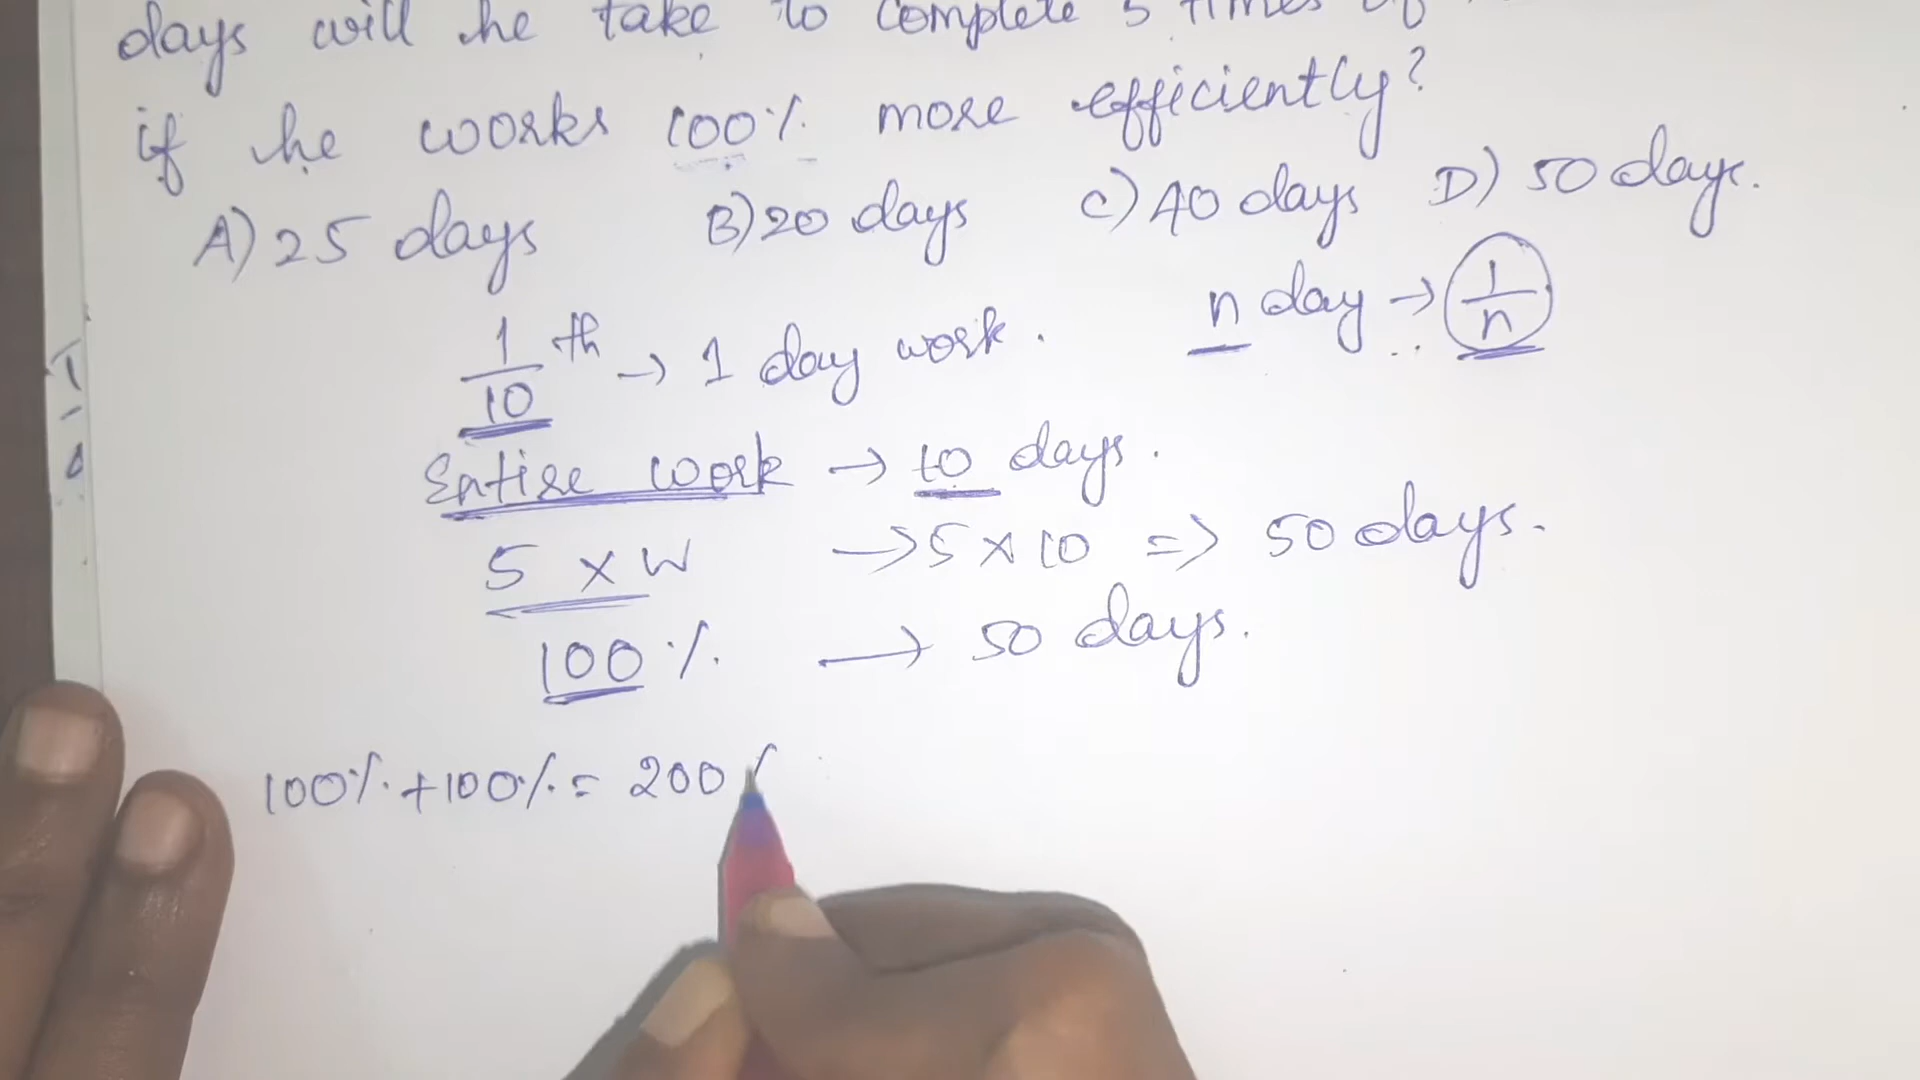 days will he take to complete 5 times of
if he works 100% more efficiently?
A) 25 days B) 20 days C) 40 days D) 50 days.
1/10 th → 1 day work. n day → 1/n
Entire work → 10 days.
5 × W → 5 × 10 => 50 days.
100% → 50 days.
100% + 100% = 200